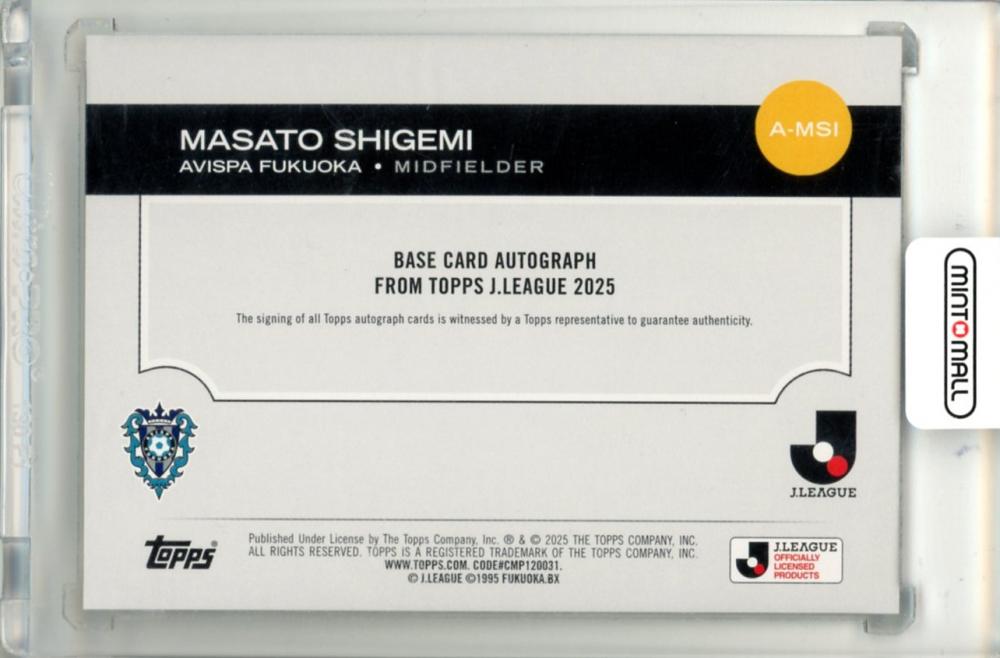 MASATO SHIGEMI
AVISPA FUKUOKA • MIDFIELDER
A-MSI
BASE CARD AUTOGRAPH
FROM TOPPS J.LEAGUE 2025
The signing of all Topps autograph cards is witnessed by a Topps representative to guarantee authenticity.
MINT MALL
J.LEAGUE
topps®
Published Under License by The Topps Company, Inc. ® & © 2025 THE TOPPS COMPANY, INC.
ALL RIGHTS RESERVED. TOPPS IS A REGISTERED TRADEMARK OF THE TOPPS COMPANY, INC.
WWW.TOPPS.COM. CODE#CMP120031.
© J.LEAGUE ©1995 FUKUOKA.BX
J.LEAGUE
OFFICIALLY
LICENSED
PRODUCTS